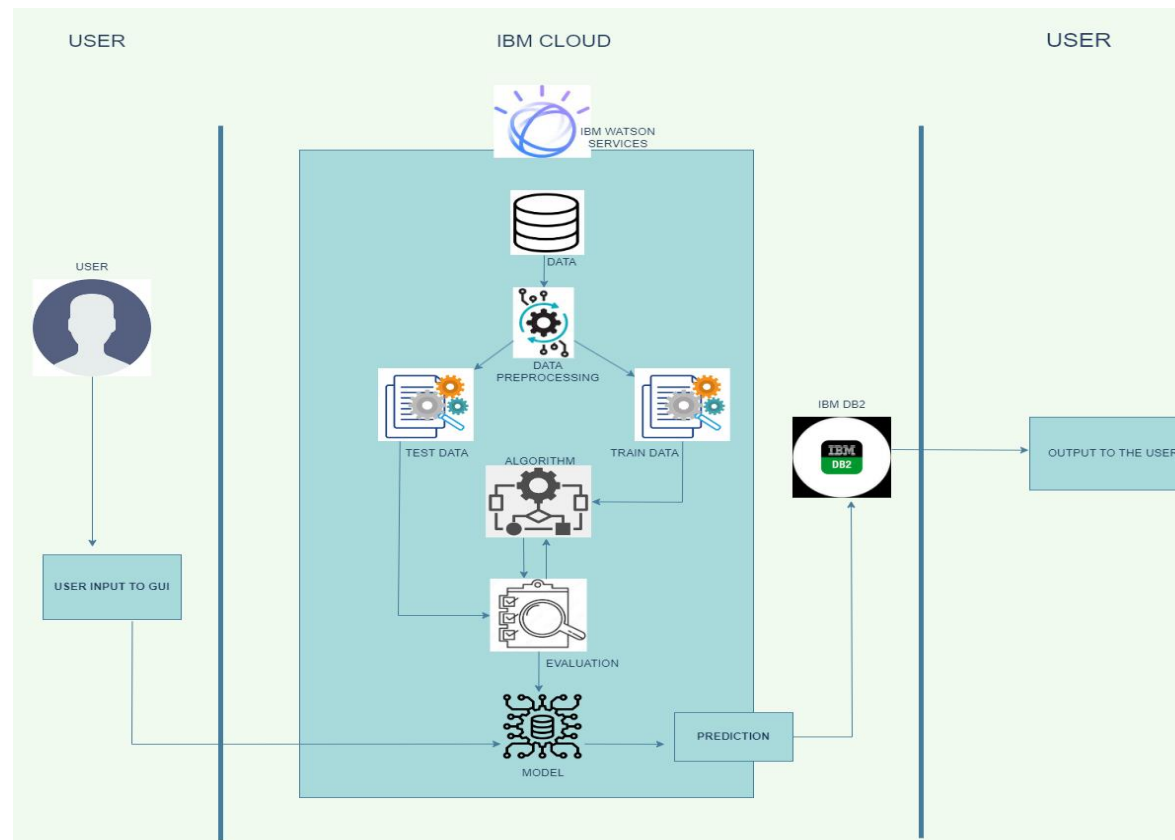 USER
IBM CLOUD
USER
IBM WATSON
SERVICES
DATA
USER
DATA
PREPROCESSING
IBM DB2
IBM
DB2
TEST DATA
TRAIN DATA
ALGORITHM
OUTPUT TO THE USER
USER INPUT TO GUI
EVALUATION
PREDICTION
MODEL